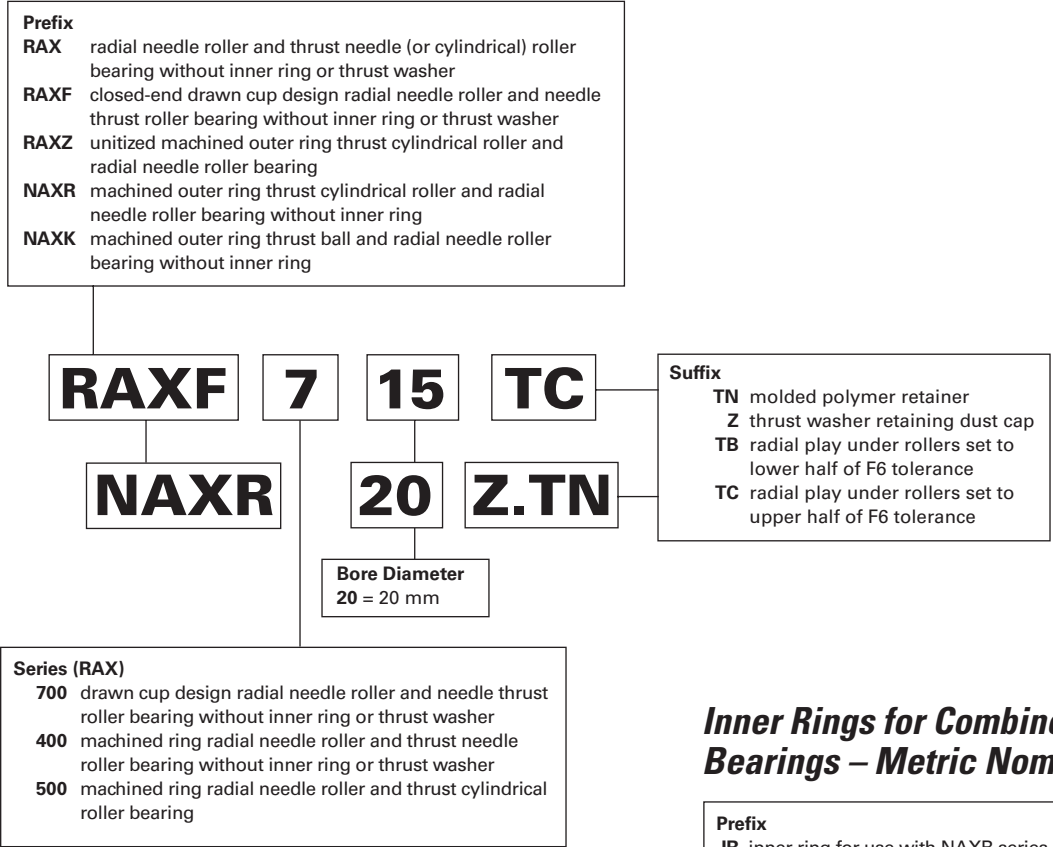 Prefix
RAX radial needle roller and thrust needle (or cylindrical) roller
bearing without inner ring or thrust washer
RAXF closed-end drawn cup design radial needle roller and needle
thrust roller bearing without inner ring or thrust washer
RAXZ unitized machined outer ring thrust cylindrical roller and
radial needle roller bearing
NAXR machined outer ring thrust cylindrical roller and radial
needle roller bearing without inner ring
NAXK machined outer ring thrust ball and radial needle roller
bearing without inner ring
RAXF 7 15 TC
NAXR 20 Z.TN
Suffix
TN molded polymer retainer
Z thrust washer retaining dust cap
TB radial play under rollers set to
lower half of F6 tolerance
TC radial play under rollers set to
upper half of F6 tolerance
Bore Diameter
20 = 20 mm
Series (RAX)
700 drawn cup design radial needle roller and needle thrust
roller bearing without inner ring or thrust washer
400 machined ring radial needle roller and thrust needle
roller bearing without inner ring or thrust washer
500 machined ring radial needle roller and thrust cylindrical
roller bearing
Inner Rings for Combin
Bearings – Metric Nom
Prefix
inner ring for use with NAXR series